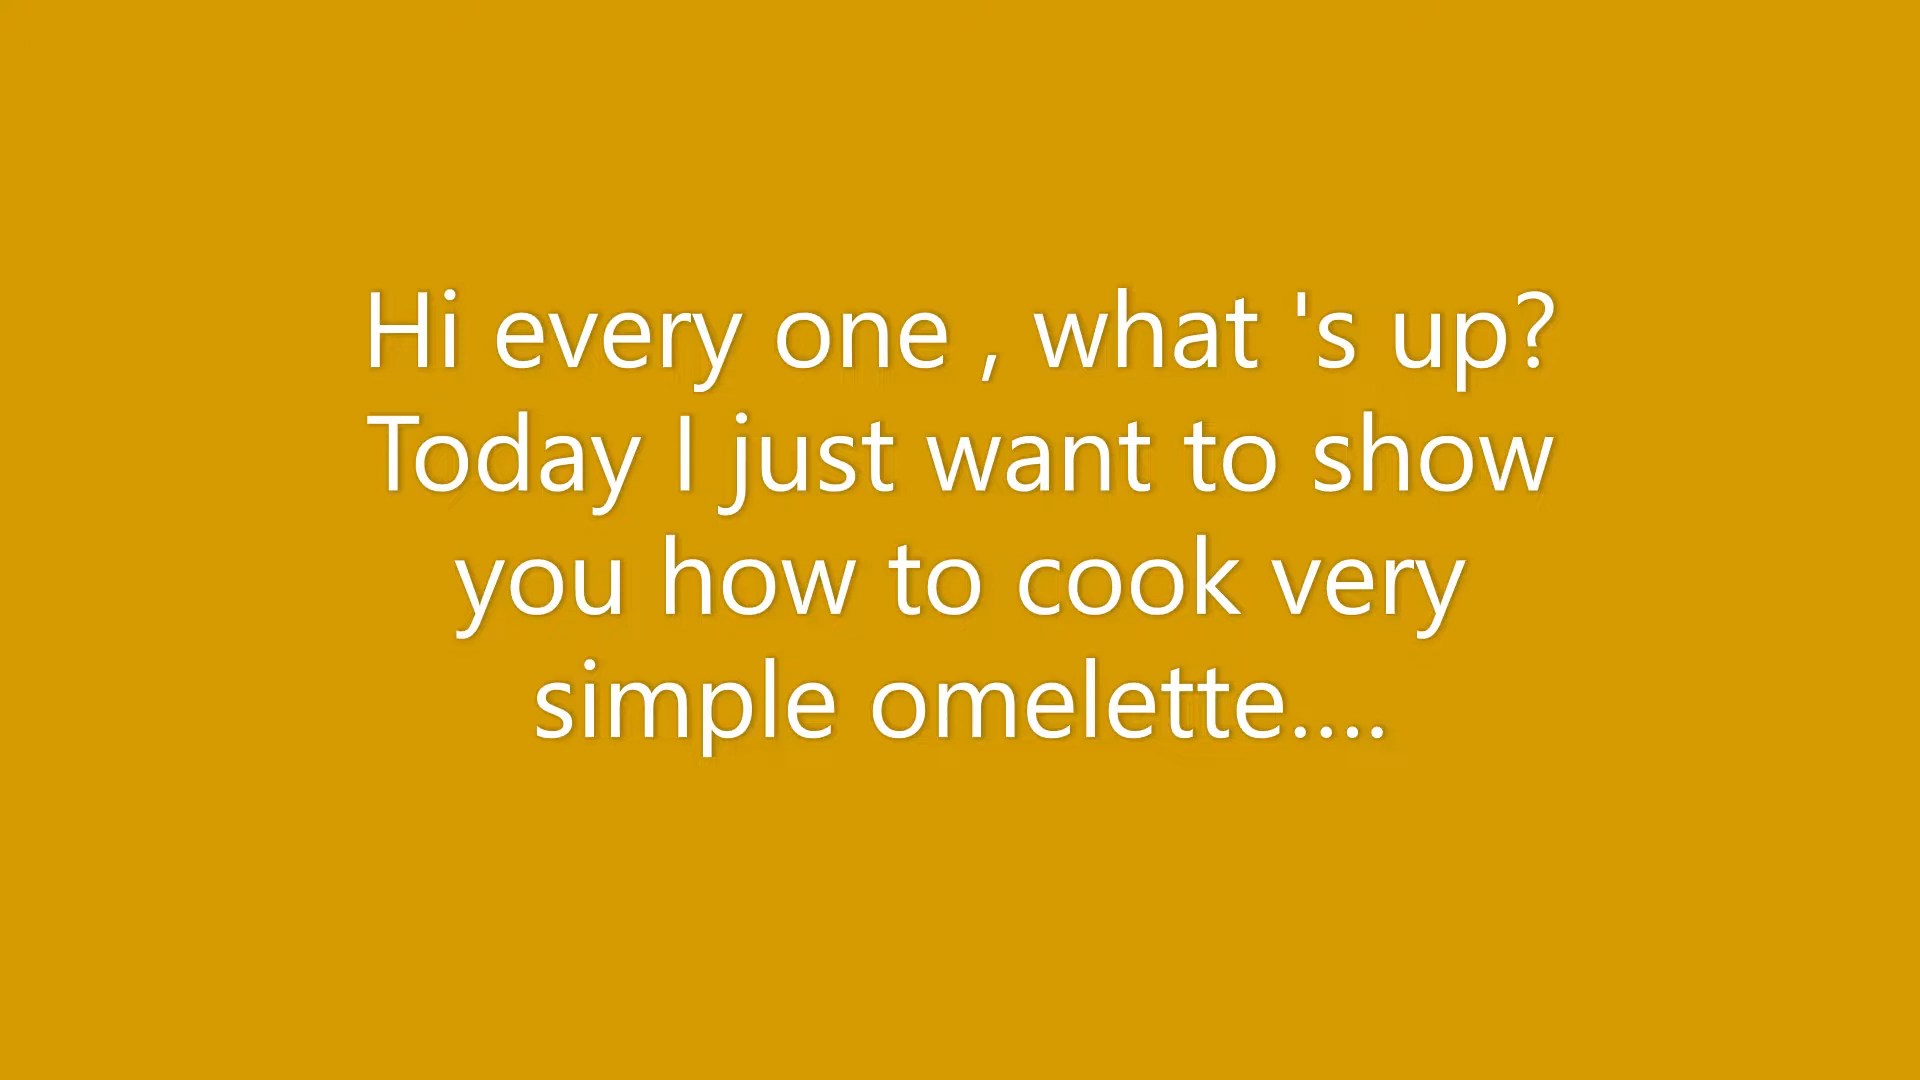 Hi every one , what 's up?
Today I just want to show
you how to cook very
simple omelette....